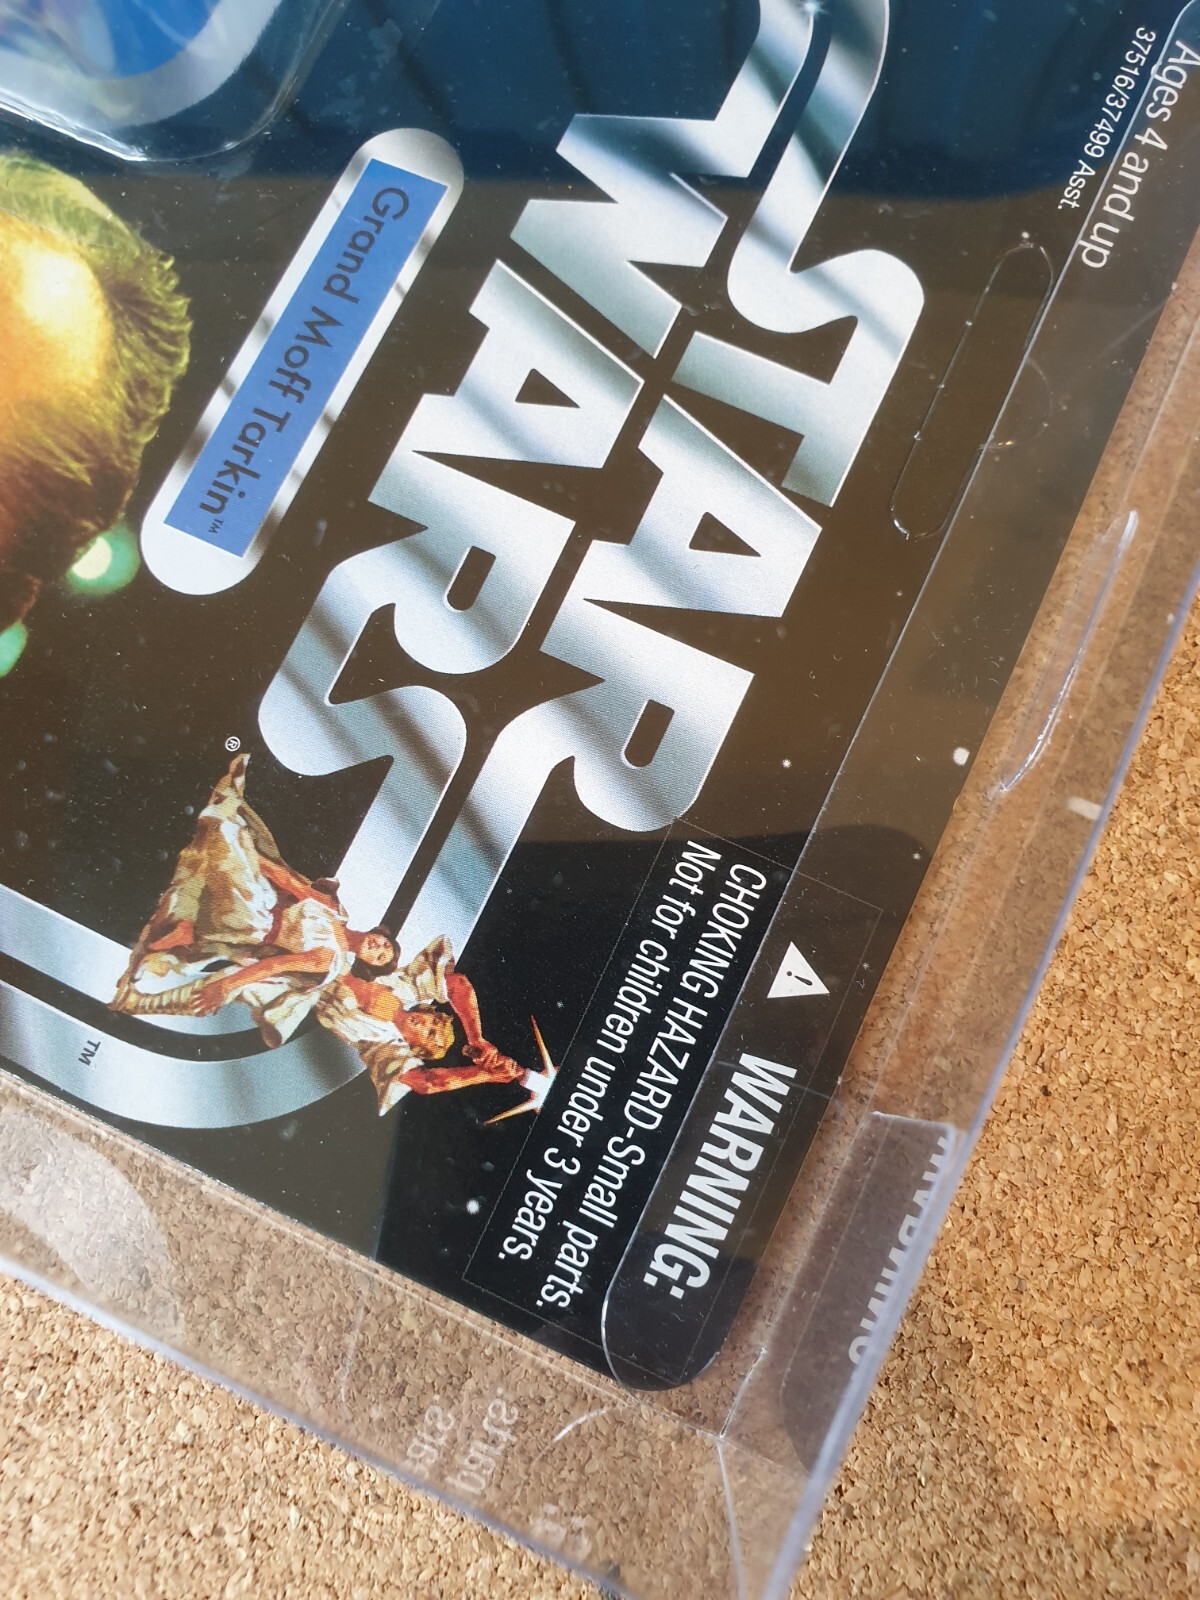 Ages 4 and up
37516/37499 Asst.
STAR
WARS®
Grand Moff Tarkin™
WARNING:
CHOKING HAZARD-Small parts.
Not for children under 3 years.
TM